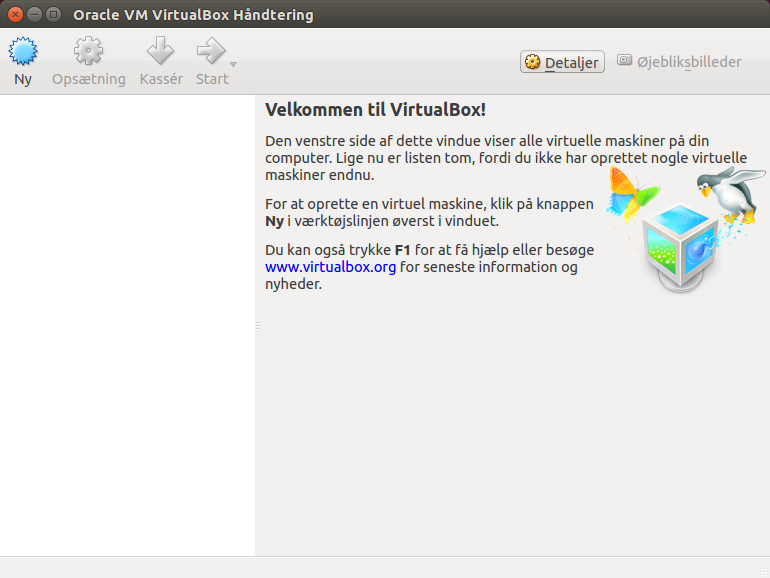 Oracle VM VirtualBox Håndtering
Ny
Opsætning
Kassér
Start
Detaljer
Øjebliksbilleder
Velkommen til VirtualBox!
Den venstre side af dette vindue viser alle virtuelle maskiner på din
computer. Lige nu er listen tom, fordi du ikke har oprettet nogle virtuelle
maskiner endnu.
For at oprette en virtuel maskine, klik på knappen
Ny i værktøjslinjen øverst i vinduet.
Du kan også trykke F1 for at få hjælp eller besøge
www.virtualbox.org for seneste information og
nyheder.